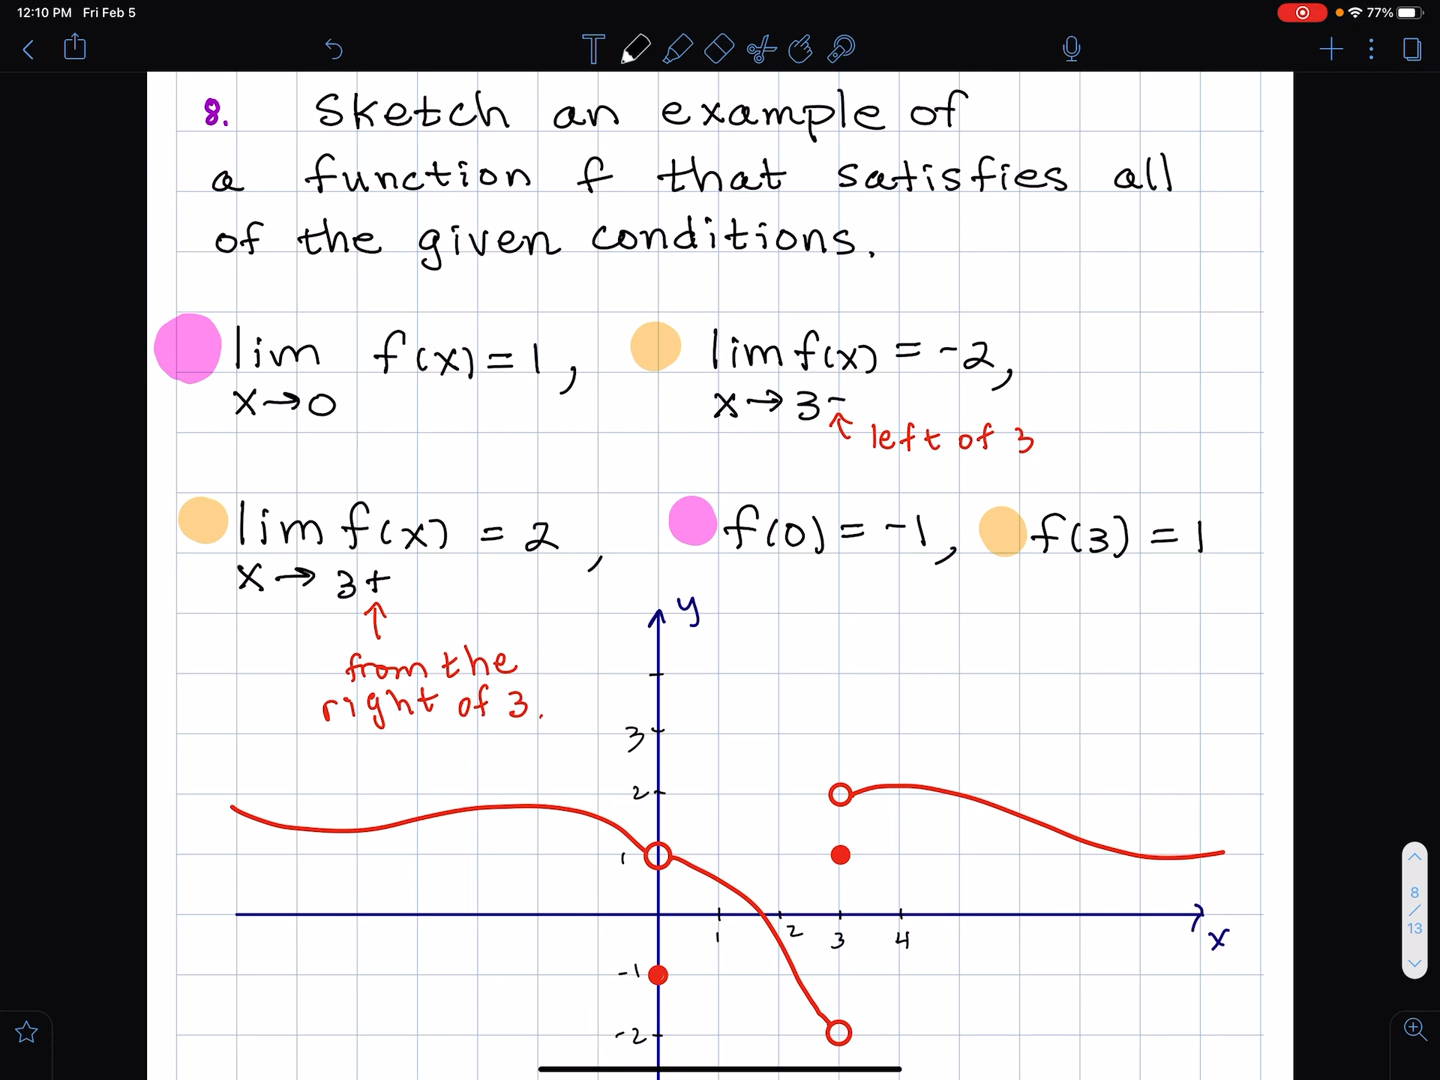 12:10 PM Fri Feb 5
77%
T
8. Sketch an example of
a function f that satisfies all
of the given conditions.
lim f(x) = 1, lim f(x) = -2,
x→0 x→3-
↑ left of 3
lim f(x) = 2, f(0) = -1, f(3) = 1
x→3+
↑
from the
right of 3.
y
3
2
1
1 2 3 4
x
-1
-2
8
/
13